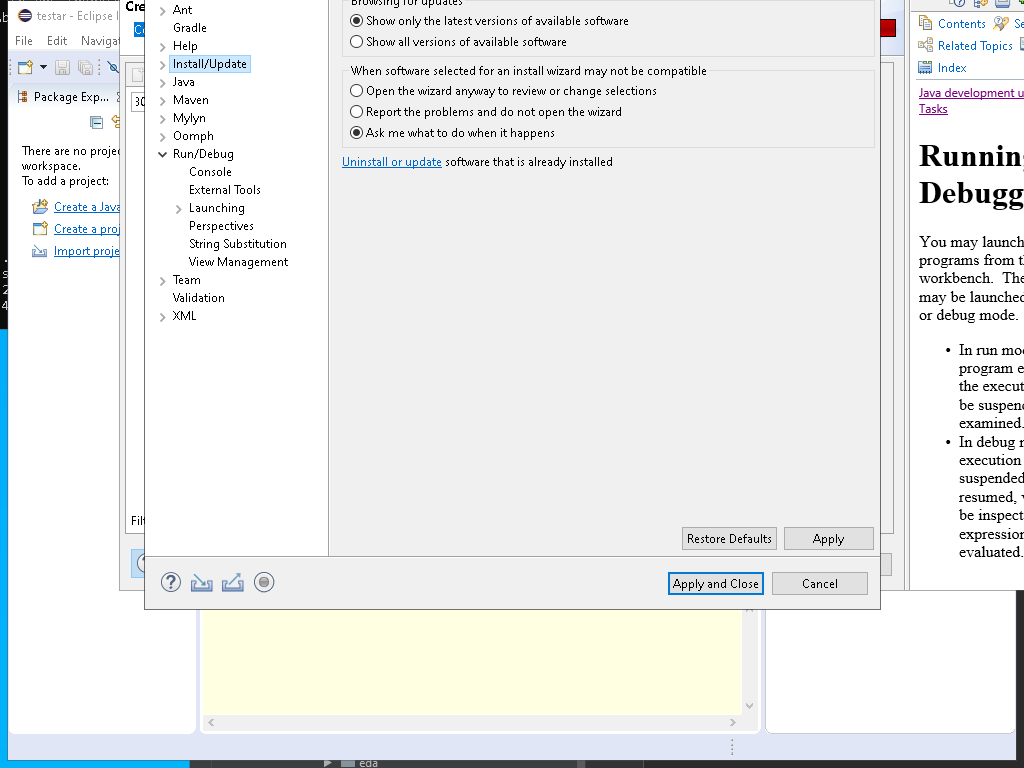 testar - Eclipse I
File Edit Naviga
Package Exp...
There are no proje
workspace.
To add a project:
Create a Java
Create a proj
Import proje
Cre
30
Filt
Ant
Gradle
Help
Install/Update
Java
Maven
Mylyn
Oomph
Run/Debug
Console
External Tools
Launching
Perspectives
String Substitution
View Management
Team
Validation
XML
Browsing for updates
Show only the latest versions of available software
Show all versions of available software
When software selected for an install wizard may not be compatible
Open the wizard anyway to review or change selections
Report the problems and do not open the wizard
Ask me what to do when it happens
Uninstall or update software that is already installed
Restore Defaults Apply
Apply and Close Cancel
Contents Se
Related Topics
Index
Java development u
Tasks
Running
Debugg
You may launch
programs from th
workbench. The
may be launched
or debug mode.
• In run mod
program e
the execut
be suspend
examined.
• In debug m
execution
suspended
resumed, v
be inspect
expression
evaluated.
eda